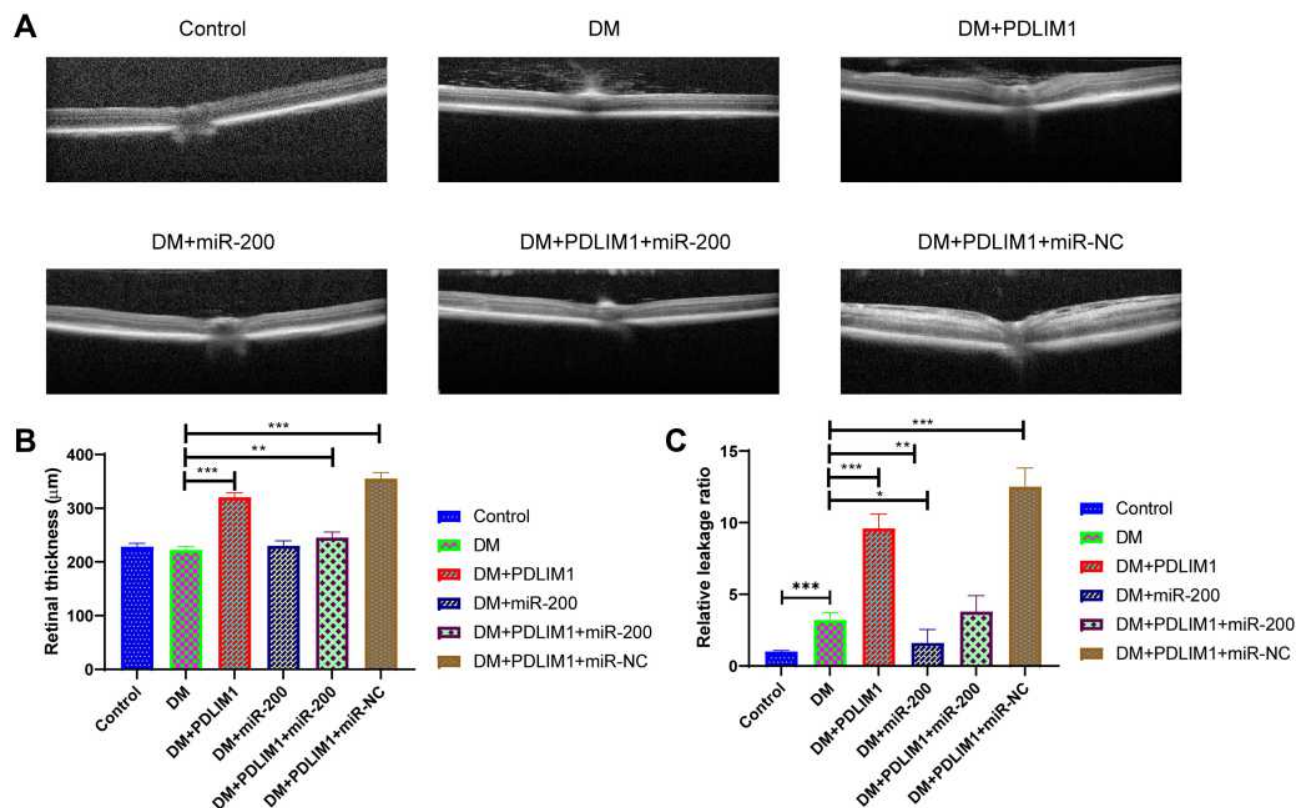 A
Control
DM
DM+PDLIM1
DM+miR-200
DM+PDLIM1+miR-200
DM+PDLIM1+miR-NC
B
Retinal thickness (μm)
400
300
200
100
0
***
**
***
Control
DM
DM+PDLIM1
DM+miR-200
DM+PDLIM1+miR-200
DM+PDLIM1+miR-NC
Control
DM
DM+PDLIM1
DM+miR-200
DM+PDLIM1+miR-200
DM+PDLIM1+miR-NC
C
Relative leakage ratio
15
10
5
0
***
**
***
*
***
Control
DM
DM+PDLIM1
DM+miR-200
DM+PDLIM1+miR-200
DM+PDLIM1+miR-NC
Control
DM
DM+PDLIM1
DM+miR-200
DM+PDLIM1+miR-200
DM+PDLIM1+miR-NC